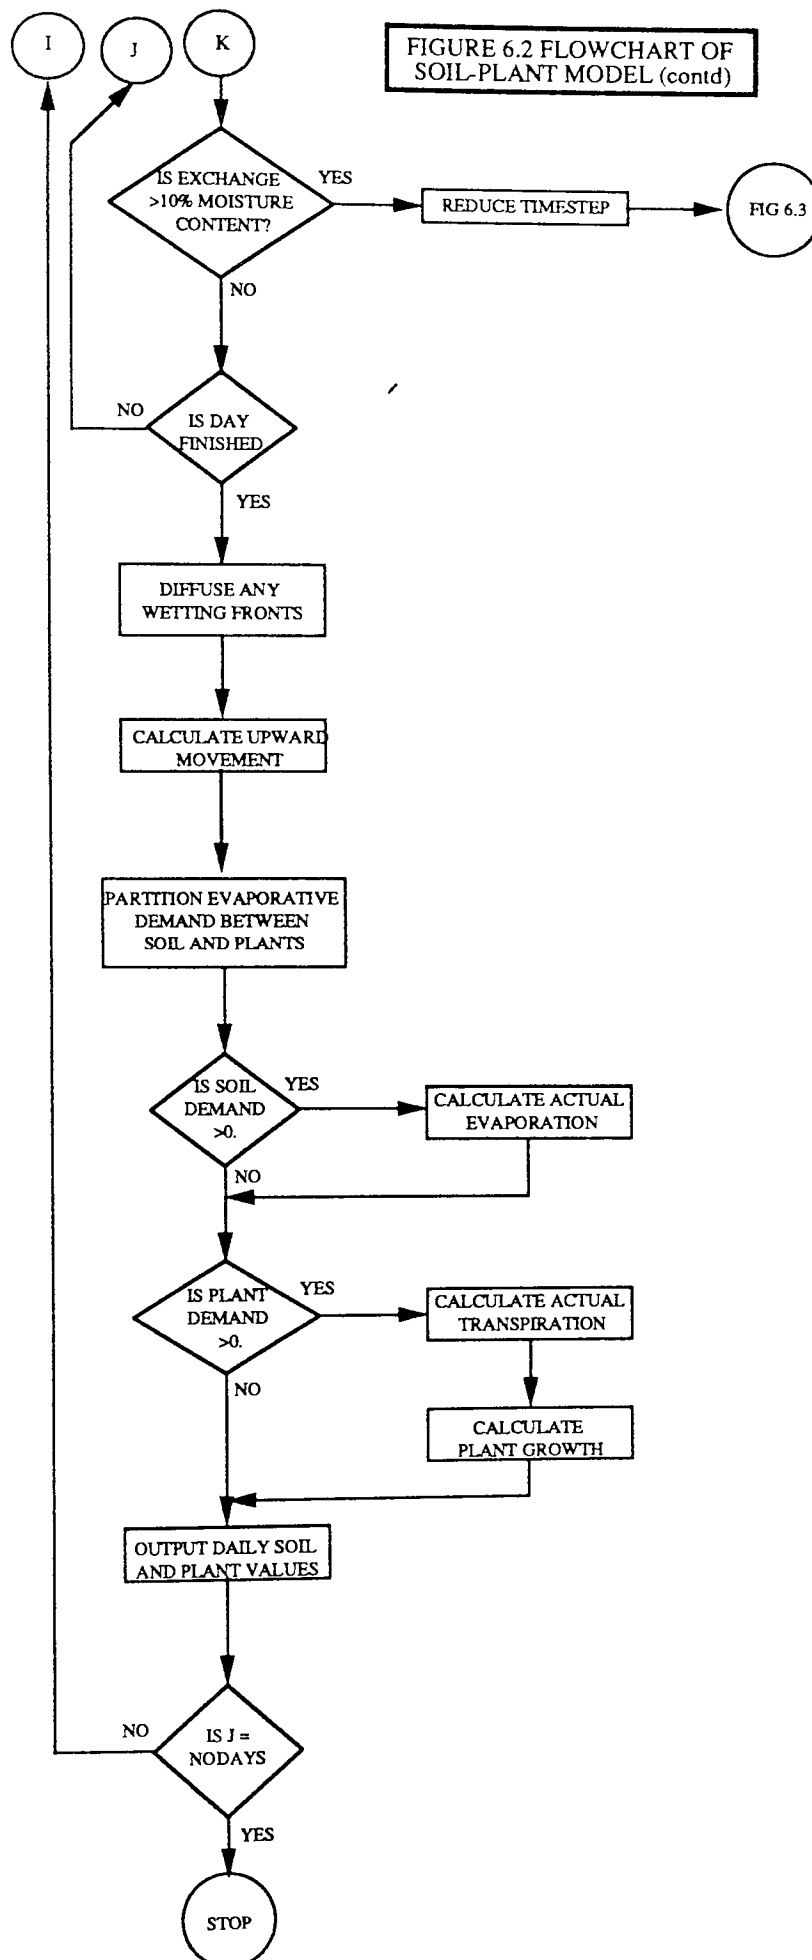 I
J
K
FIGURE 6.2 FLOWCHART OF
SOIL-PLANT MODEL (contd)
IS EXCHANGE
>10% MOISTURE
CONTENT?
YES
REDUCE TIMESTEP
FIG 6.3
NO
NO
IS DAY
FINISHED
YES
DIFFUSE ANY
WETTING FRONTS
CALCULATE UPWARD
MOVEMENT
PARTITION EVAPORATIVE
DEMAND BETWEEN
SOIL AND PLANTS
IS SOIL
DEMAND
>0.
YES
CALCULATE ACTUAL
EVAPORATION
NO
IS PLANT
DEMAND
>0.
YES
CALCULATE ACTUAL
TRANSPIRATION
NO
CALCULATE
PLANT GROWTH
OUTPUT DAILY SOIL
AND PLANT VALUES
NO
IS J =
NODAYS
YES
STOP